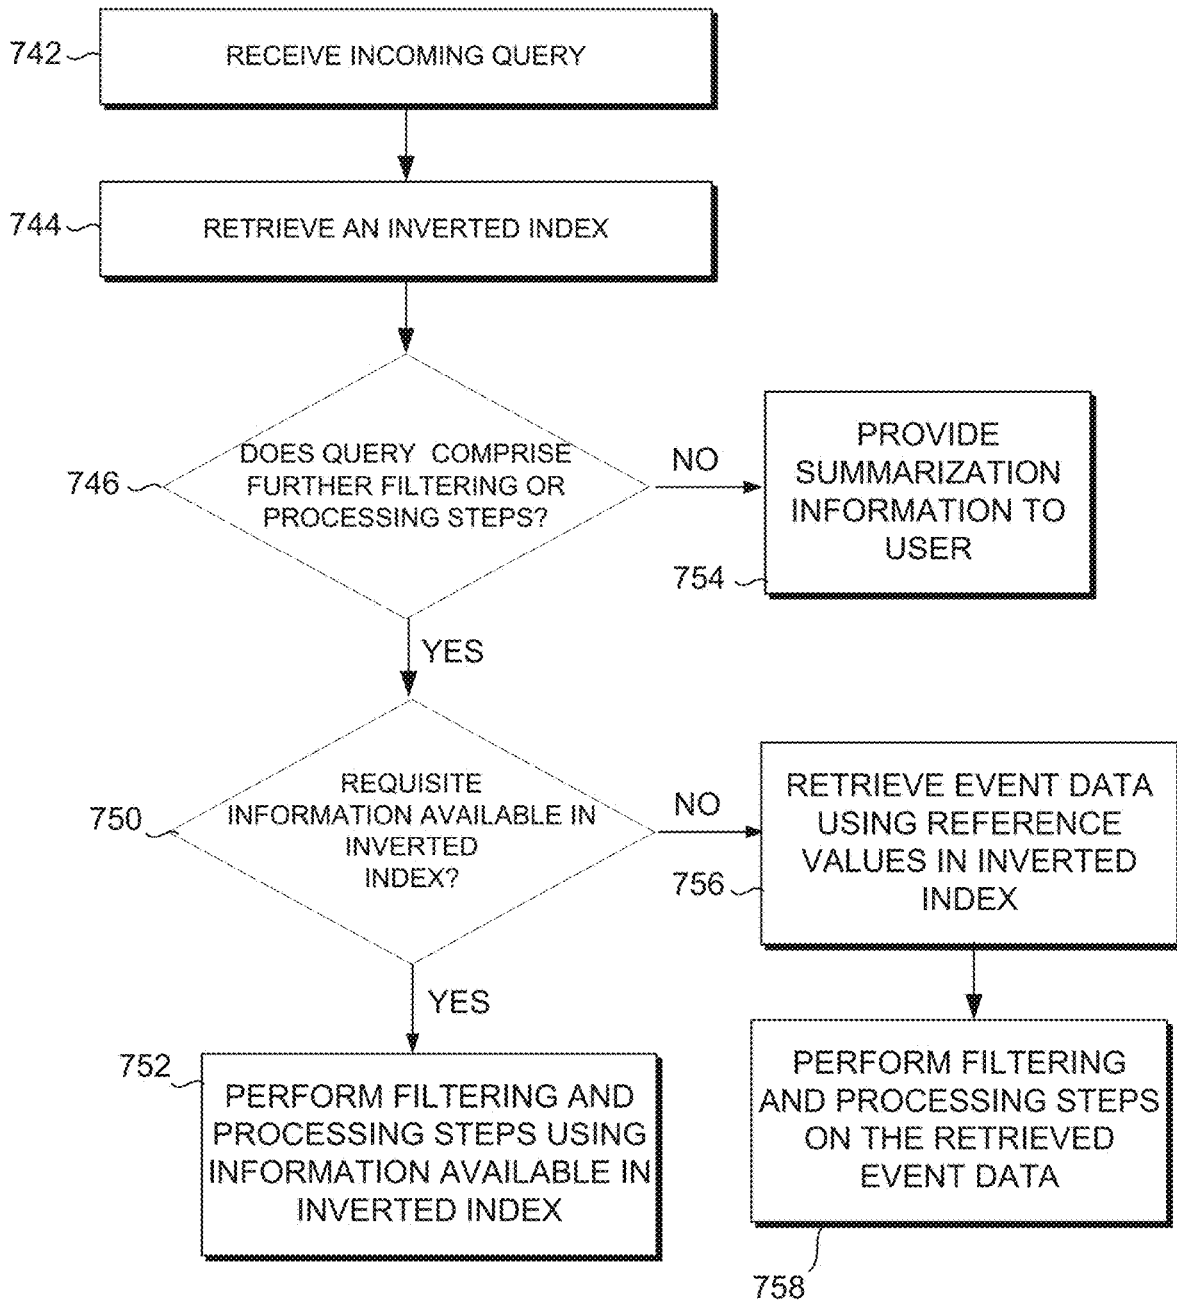 742
RECEIVE INCOMING QUERY
744
RETRIEVE AN INVERTED INDEX
746
DOES QUERY COMPRISE
FURTHER FILTERING OR
PROCESSING STEPS?
NO
PROVIDE
SUMMARIZATION
INFORMATION TO
USER
754
YES
750
REQUISITE
INFORMATION AVAILABLE IN
INVERTED
INDEX?
NO
RETRIEVE EVENT DATA
USING REFERENCE
VALUES IN INVERTED
INDEX
756
YES
752
PERFORM FILTERING AND
PROCESSING STEPS USING
INFORMATION AVAILABLE IN
INVERTED INDEX
PERFORM FILTERING
AND PROCESSING STEPS
ON THE RETRIEVED
EVENT DATA
758